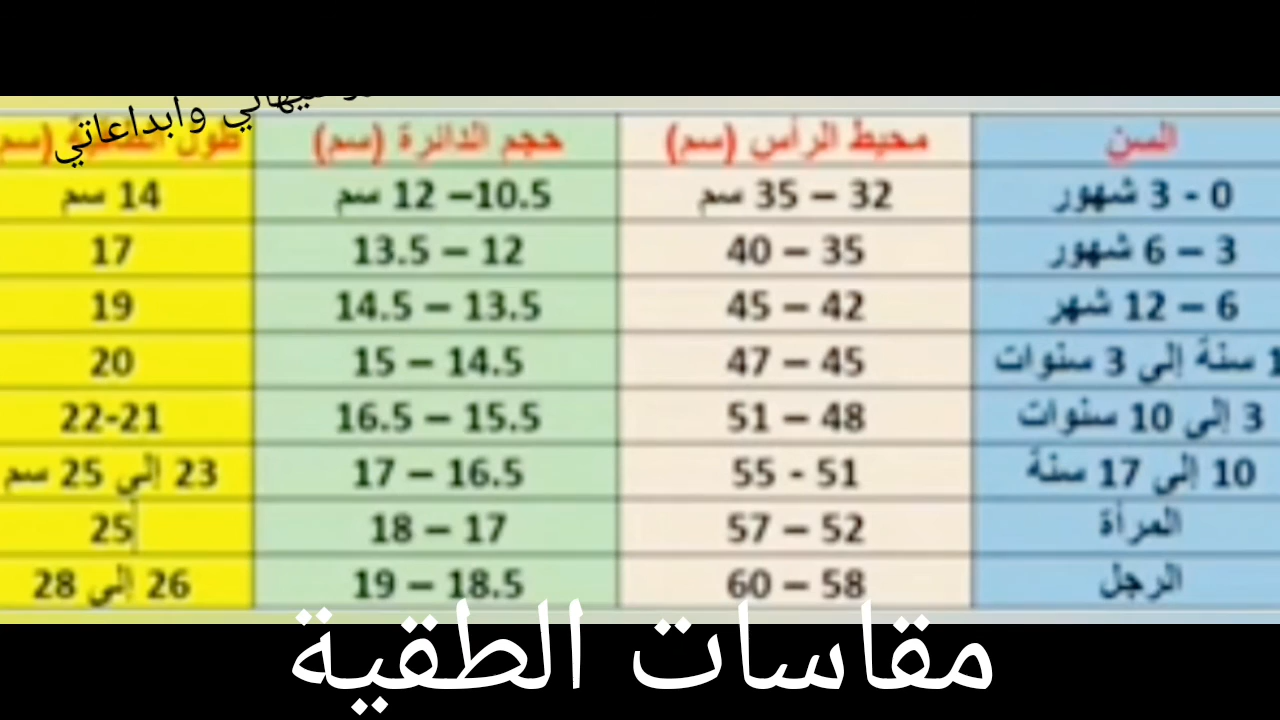 وابداعاتي
السن محيط الرأس (سم) حجم الدائرة (سم) طول (سم)
0 - 3 شهور 32 – 35 سم 10.5– 12 سم 14 سم
3 – 6 شهور 35 – 40 12 – 13.5 17
6 – 12 شهر 42 – 45 13.5 – 14.5 19
1 سنة إلى 3 سنوات 45 – 47 14.5 – 15 20
3 إلى 10 سنوات 48 – 51 15.5 – 16.5 21-22
10 إلى 17 سنة 51 - 55 16.5 – 17 23 إلى 25 سم
المرأة 52 – 57 17 – 18 25
الرجل 58 – 60 18.5 – 19 26 إلى 28
مقاسات الطقية